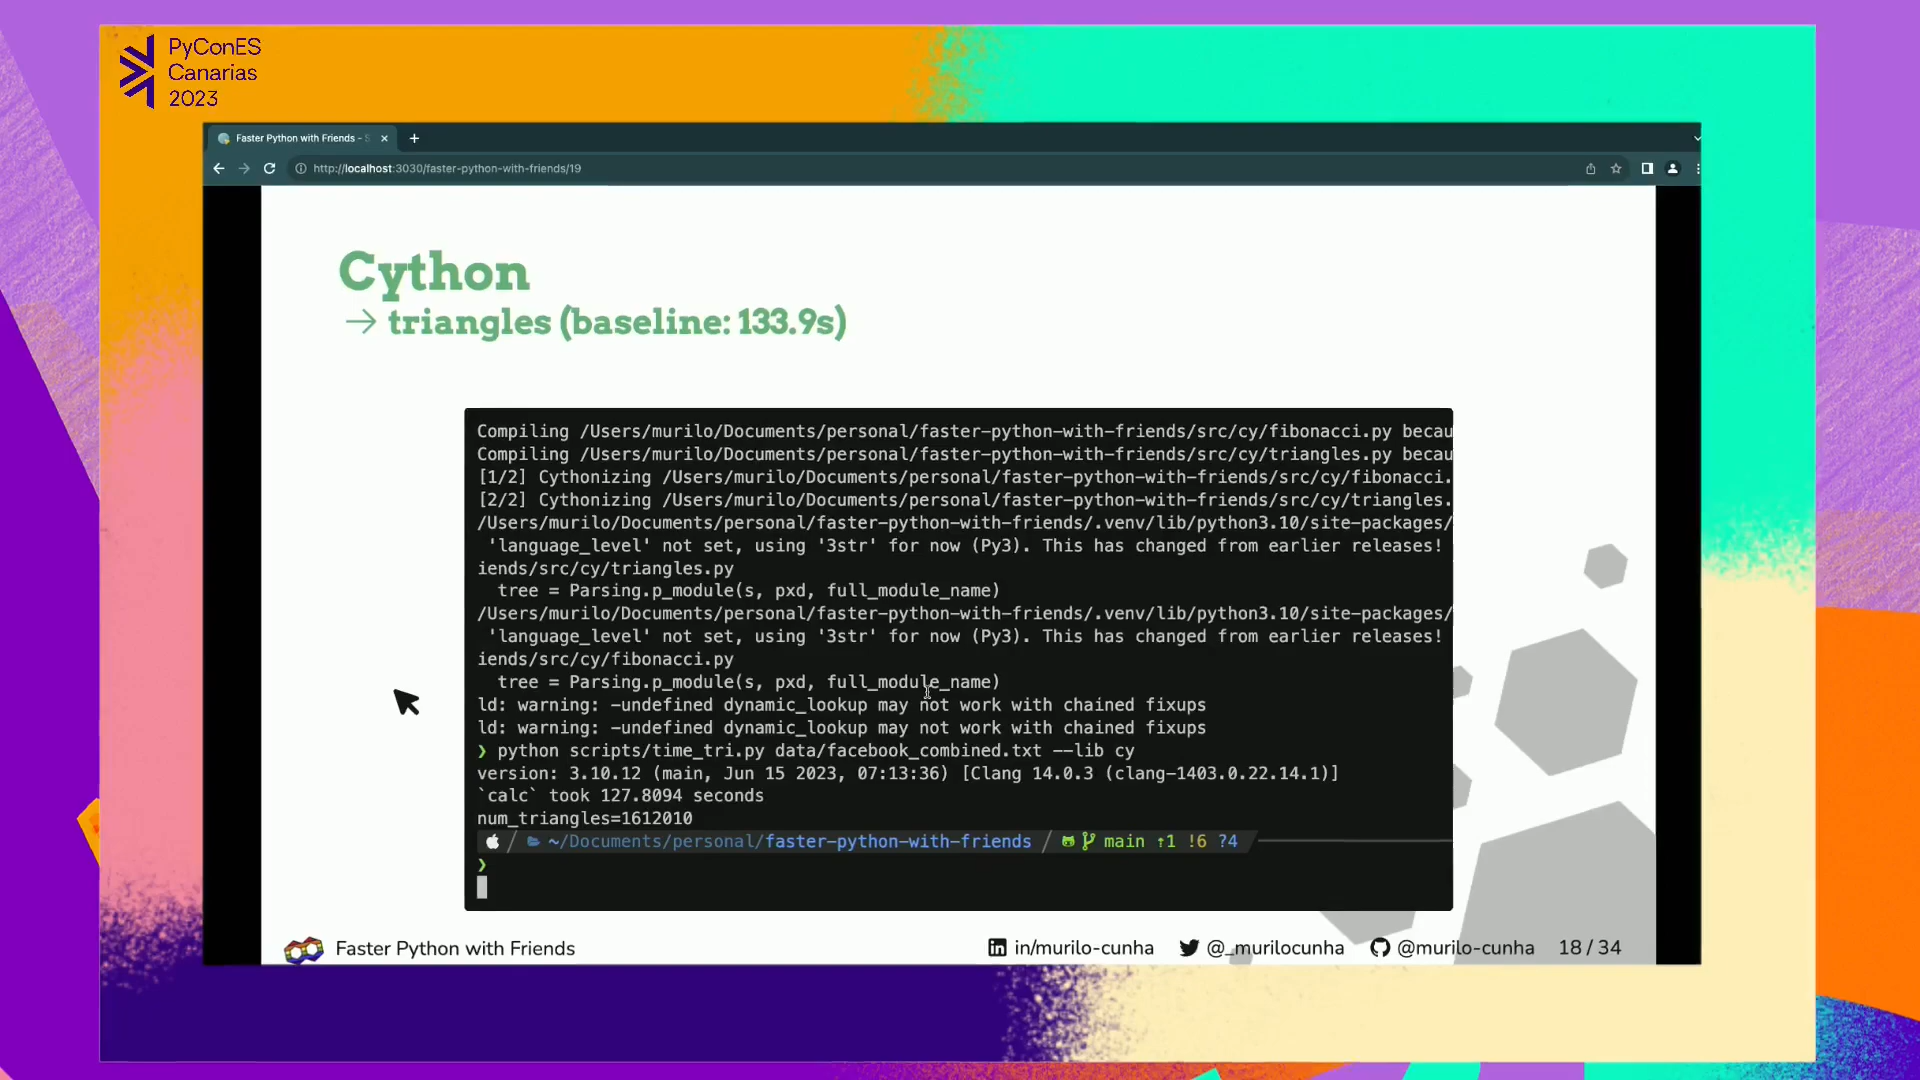 PyConES
Canarias
2023
Faster Python with Friends - S
http://localhost:3030/faster-python-with-friends/19
Cython
→ triangles (baseline: 133.9s)
Compiling /Users/murilo/Documents/personal/faster-python-with-friends/src/cy/fibonacci.py becau
Compiling /Users/murilo/Documents/personal/faster-python-with-friends/src/cy/triangles.py becau
[1/2] Cythonizing /Users/murilo/Documents/personal/faster-python-with-friends/src/cy/fibonacci.
[2/2] Cythonizing /Users/murilo/Documents/personal/faster-python-with-friends/src/cy/triangles.
/Users/murilo/Documents/personal/faster-python-with-friends/.venv/lib/python3.10/site-packages/
'language_level' not set, using '3str' for now (Py3). This has changed from earlier releases!
iends/src/cy/triangles.py
tree = Parsing.p_module(s, pxd, full_module_name)
/Users/murilo/Documents/personal/faster-python-with-friends/.venv/lib/python3.10/site-packages/
'language_level' not set, using '3str' for now (Py3). This has changed from earlier releases!
iends/src/cy/fibonacci.py
tree = Parsing.p_module(s, pxd, full_module_name)
ld: warning: -undefined dynamic_lookup may not work with chained fixups
ld: warning: -undefined dynamic_lookup may not work with chained fixups
❯ python scripts/time_tri.py data/facebook_combined.txt --lib cy
version: 3.10.12 (main, Jun 15 2023, 07:13:36) [Clang 14.0.3 (clang-1403.0.22.14.1)]
`calc` took 127.8094 seconds
num_triangles=1612010
~/Documents/personal/faster-python-with-friends main ⇡1 !6 ?4
❯
Faster Python with Friends in/murilo-cunha @_murilocunha @murilo-cunha 18 / 34